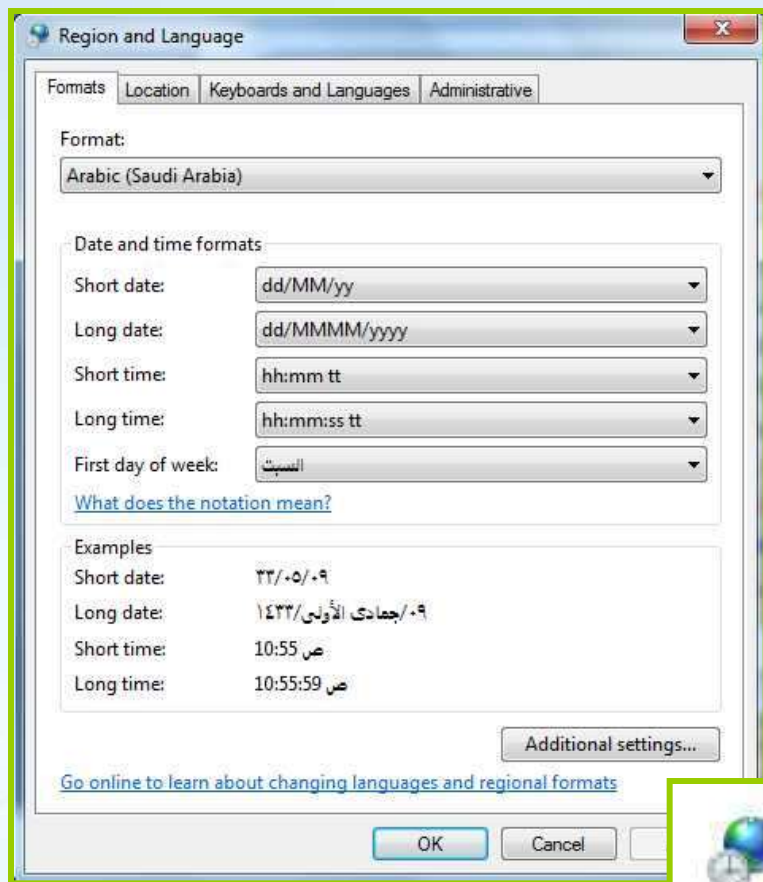 Region and Language
Formats Location Keyboards and Languages Administrative
Format:
Arabic (Saudi Arabia)
Date and time formats
Short date: dd/MM/yy
Long date: dd/MMMM/yyyy
Short time: hh:mm tt
Long time: hh:mm:ss tt
First day of week: السبت
What does the notation mean?
Examples
Short date: ٠٩/٠٥/٣٣
Long date: ٠٩/جمادى الأولى/١٤٣٣
Short time: 10:55 ص
Long time: 10:55:59 ص
Additional settings...
Go online to learn about changing languages and regional formats
OK Cancel